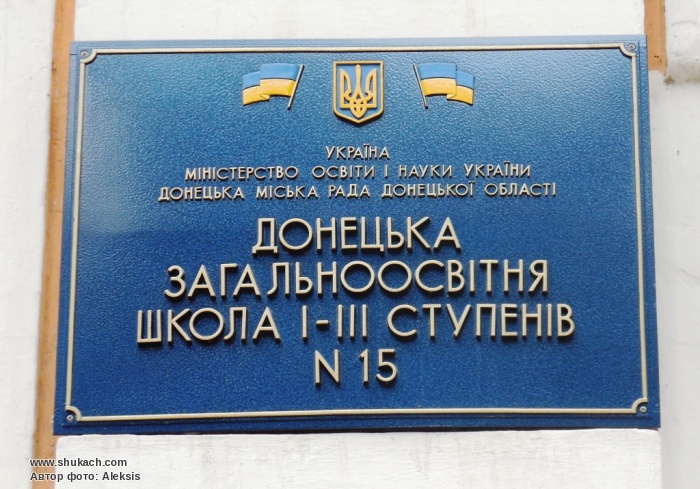 УКРАЇНА
МІНІСТЕРСТВО ОСВІТИ І НАУКИ УКРАЇНИ
ДОНЕЦЬКА МІСЬКА РАДА ДОНЕЦЬКОЇ ОБЛАСТІ
ДОНЕЦЬКА
ЗАГАЛЬНООСВІТНЯ
ШКОЛА І-ІІІ СТУПЕНІВ
N 15
www.shukach.com
Автор фото: Aleksis